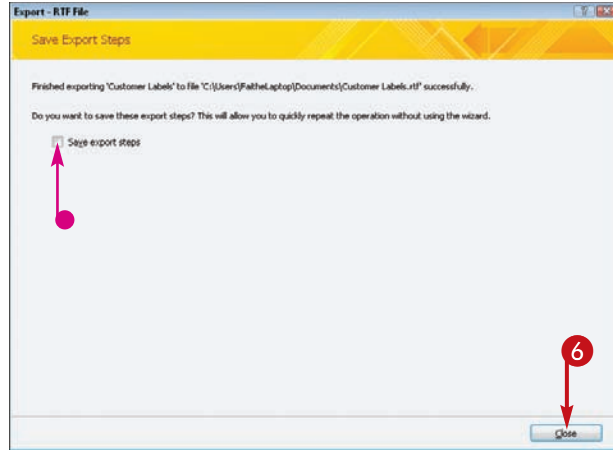 Export - RTF File
Save Export Steps
Finished exporting 'Customer Labels' to file 'C:\Users\FaitheLaptop\Documents\Customer Labels.rtf' successfully.
Do you want to save these export steps? This will allow you to quickly repeat the operation without using the wizard.
Save export steps
6
Close